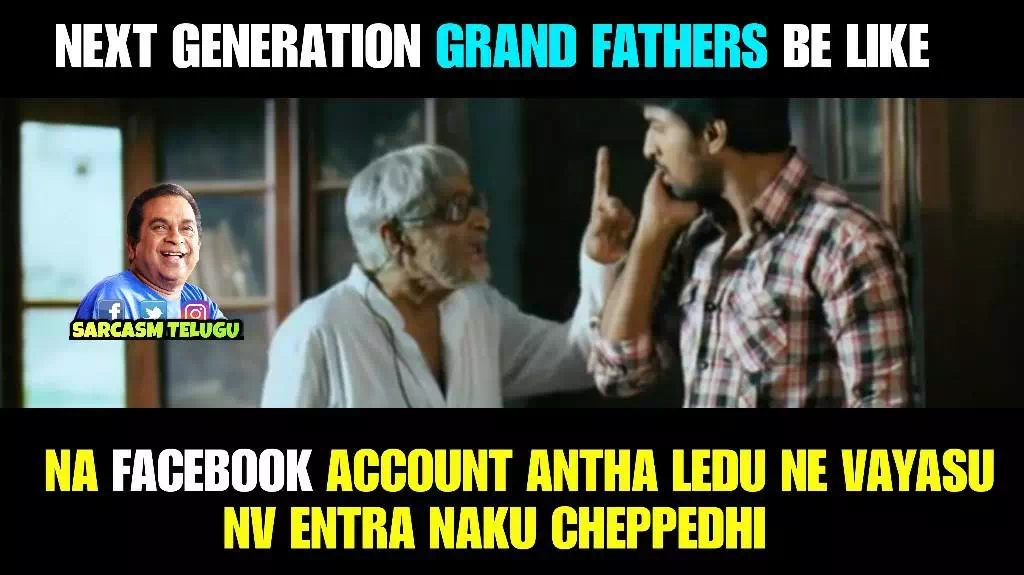 NEXT GENERATION GRAND FATHERS BE LIKE
SARCASM TELUGU
NA FACEBOOK ACCOUNT ANTHA LEDU NE VAYASU
NV ENTRA NAKU CHEPPEDHI